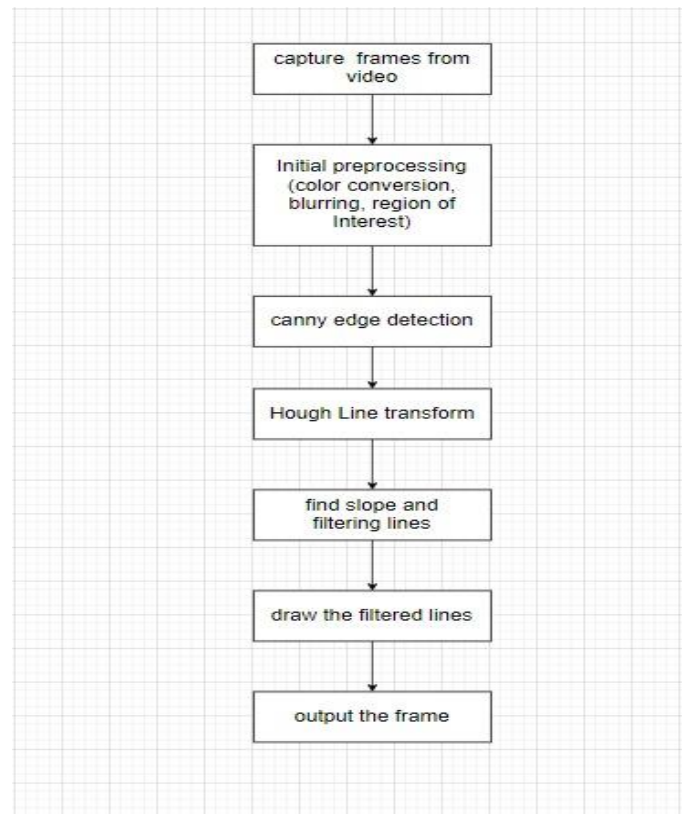 capture frames from
video
Initial preprocessing
(color conversion,
blurring, region of
Interest)
canny edge detection
Hough Line transform
find slope and
filtering lines
draw the filtered lines
output the frame